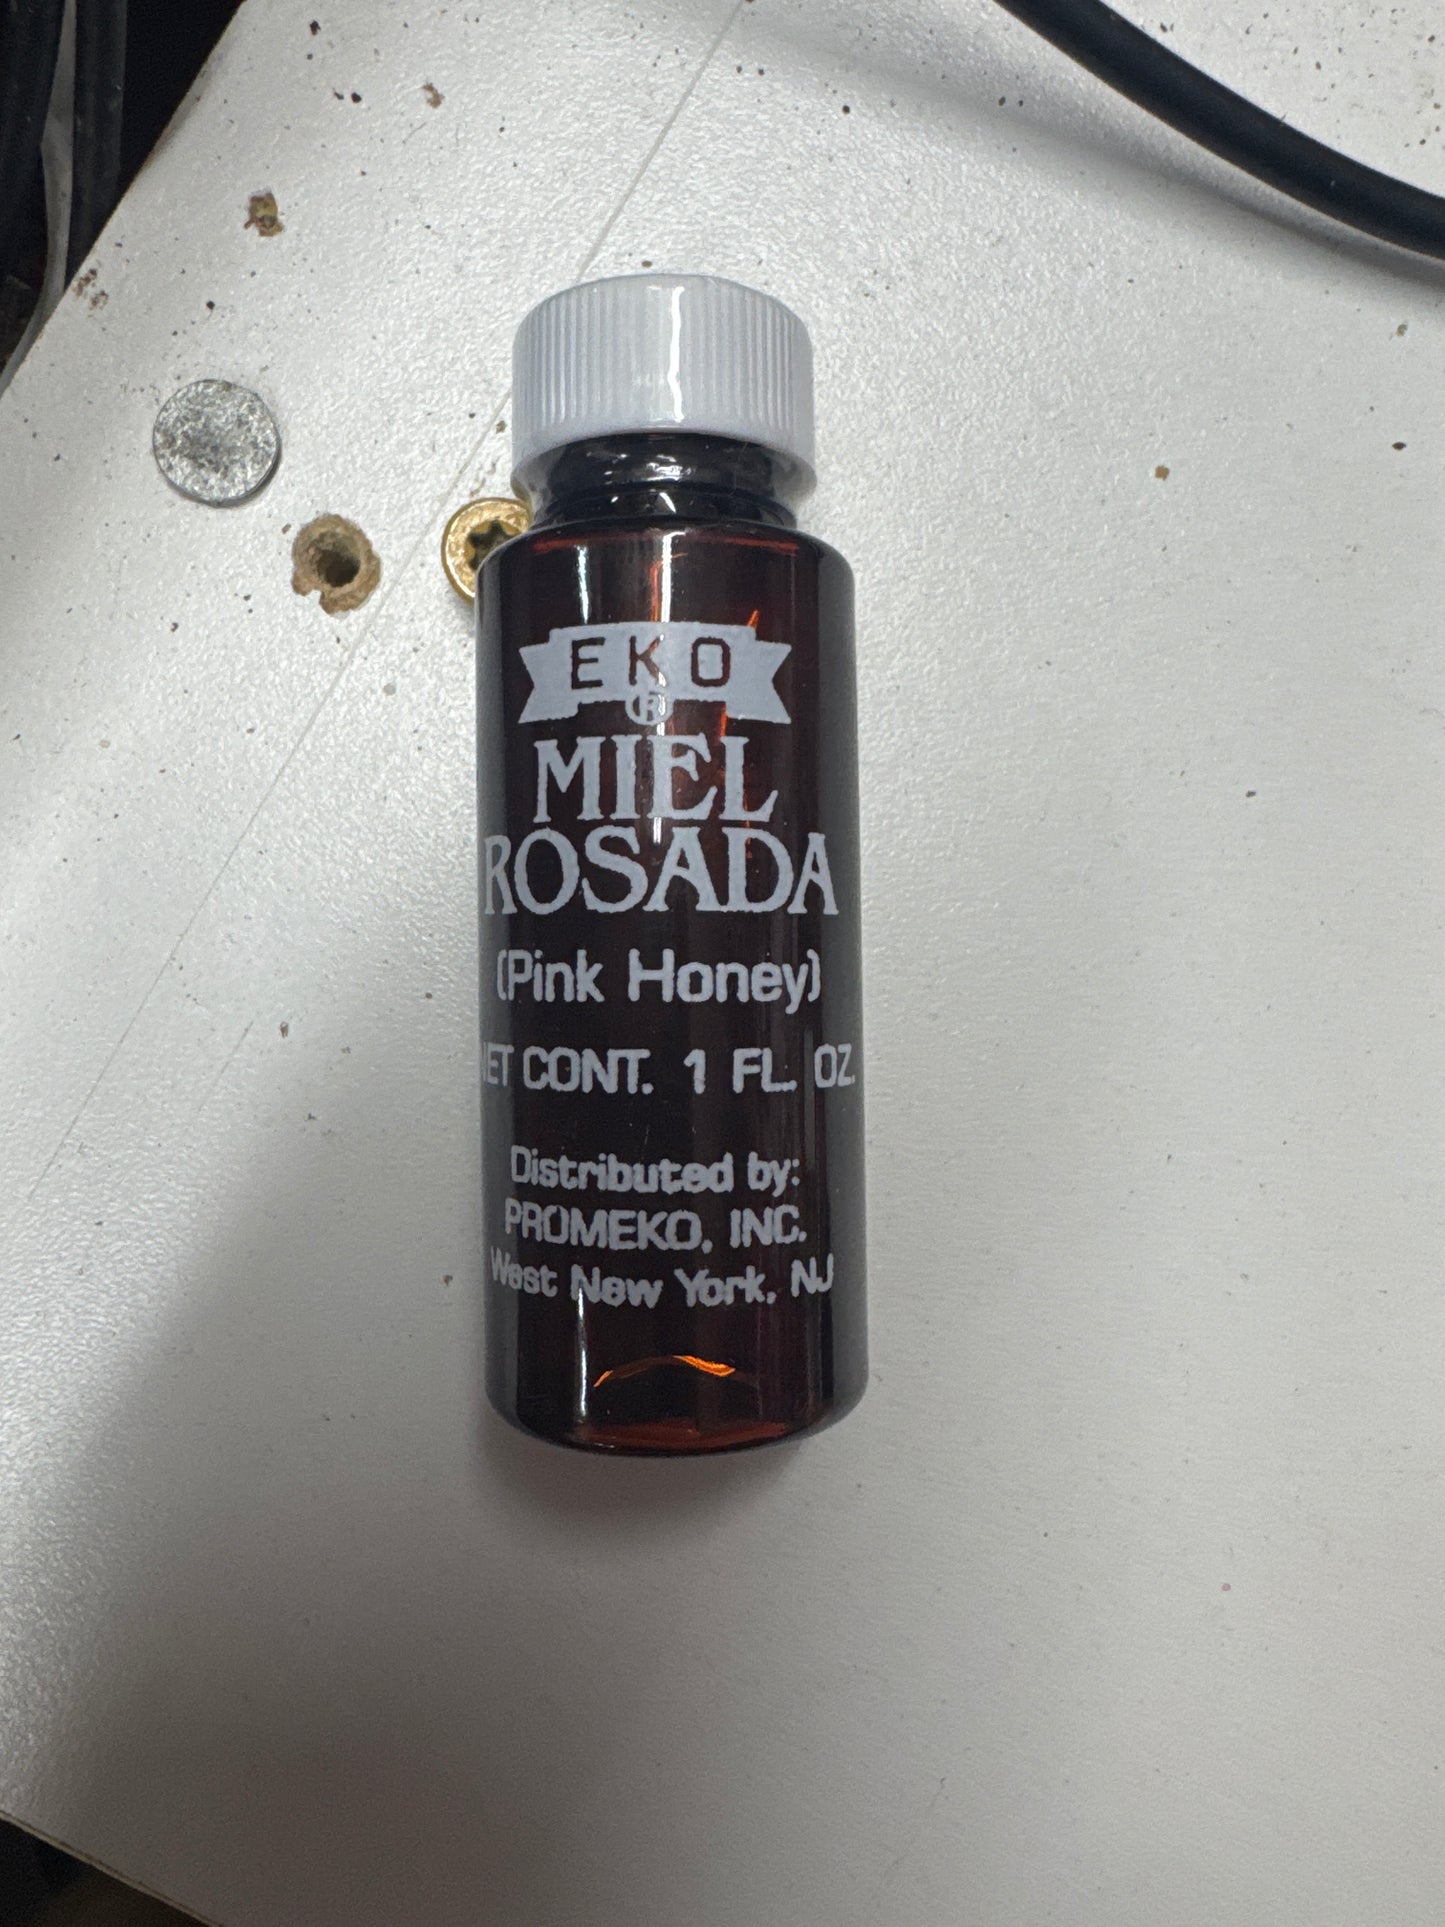 EKO
®
MIEL
ROSADA
(Pink Honey)
NET CONT. 1 FL. OZ.
Distributed by:
PROMEKO, INC.
West New York, NJ